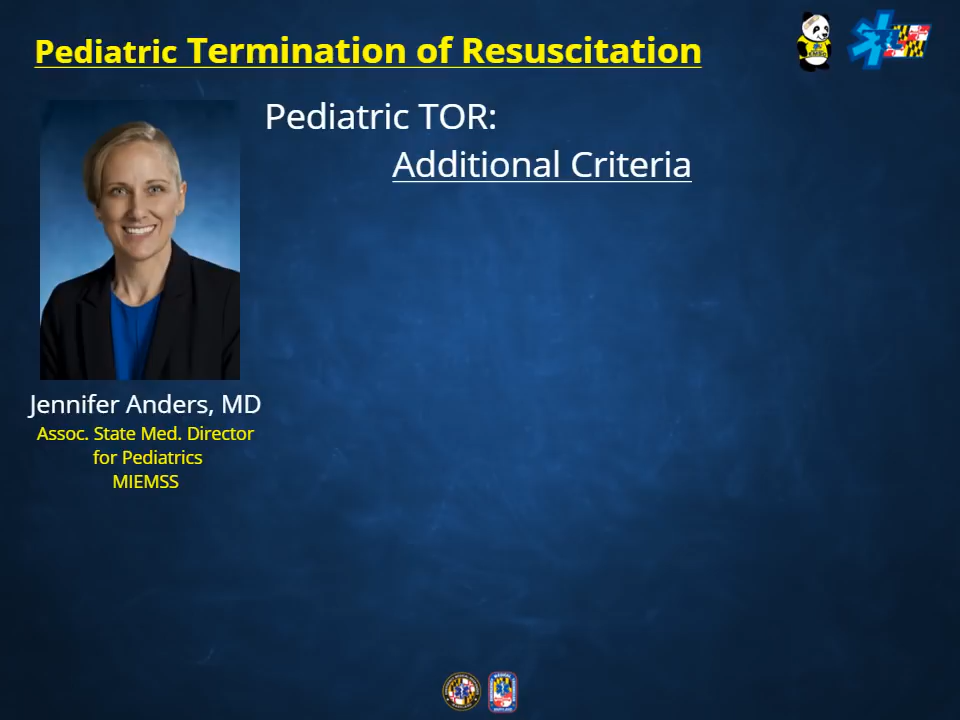 Pediatric Termination of Resuscitation
Pediatric TOR:
Additional Criteria
Jennifer Anders, MD
Assoc. State Med. Director
for Pediatrics
MIEMSS